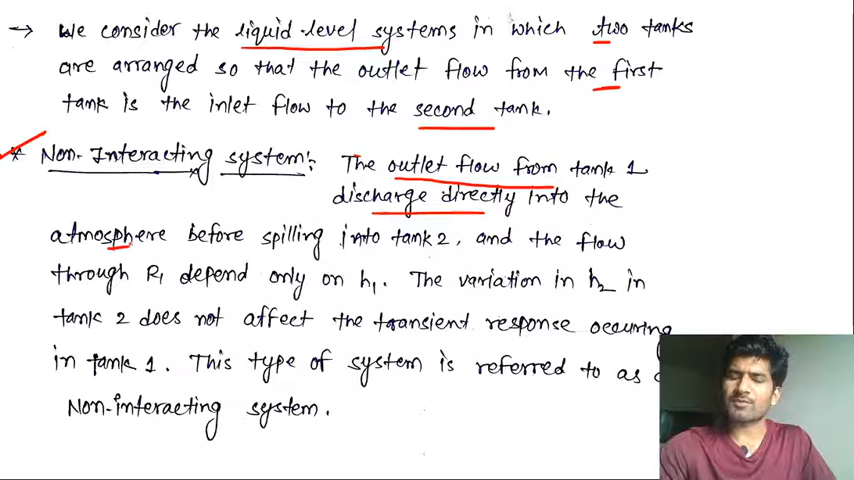 → We consider the liquid-level systems in which two tanks
are arranged so that the outlet flow from the first
tank is the inlet flow to the second tank.
* Non-Interacting system: The outlet flow from tank 1
discharge directly into the
atmosphere before spilling into tank 2, and the flow
through R1 depend only on h1. The variation in h2 in
tank 2 does not affect the transient response occuring
in tank 1. This type of system is referred to as
Non-interacting system.